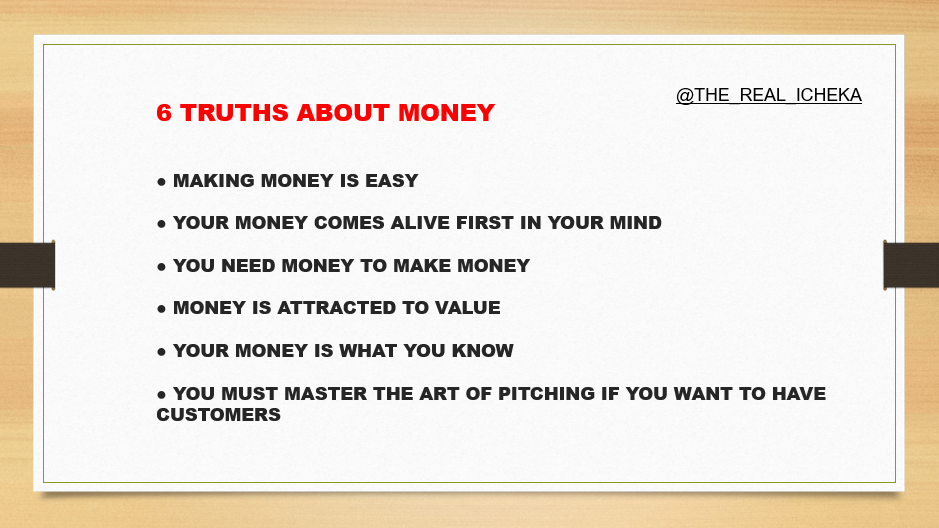 @THE_REAL_ICHEKA
6 TRUTHS ABOUT MONEY
● MAKING MONEY IS EASY
● YOUR MONEY COMES ALIVE FIRST IN YOUR MIND
● YOU NEED MONEY TO MAKE MONEY
● MONEY IS ATTRACTED TO VALUE
● YOUR MONEY IS WHAT YOU KNOW
● YOU MUST MASTER THE ART OF PITCHING IF YOU WANT TO HAVE
CUSTOMERS